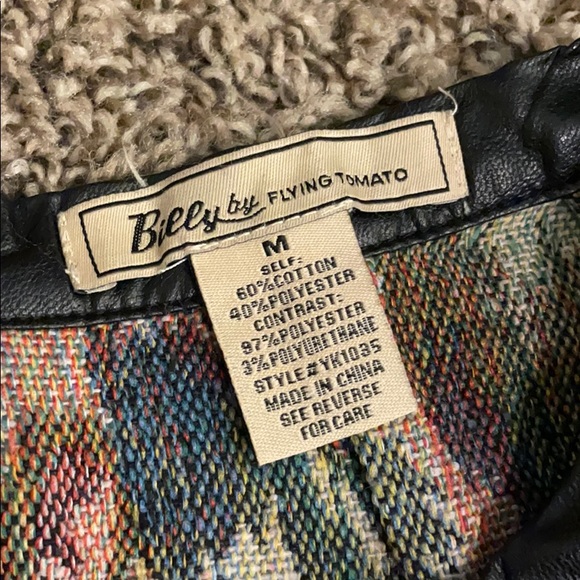 Billy by FLYING TOMATO
M
SELF:
60%COTTON
40%POLYESTER
CONTRAST:
97%POLYESTER
3%POLYURETHANE
STYLE#YK1035
MADE IN CHINA
SEE REVERSE
FOR CARE